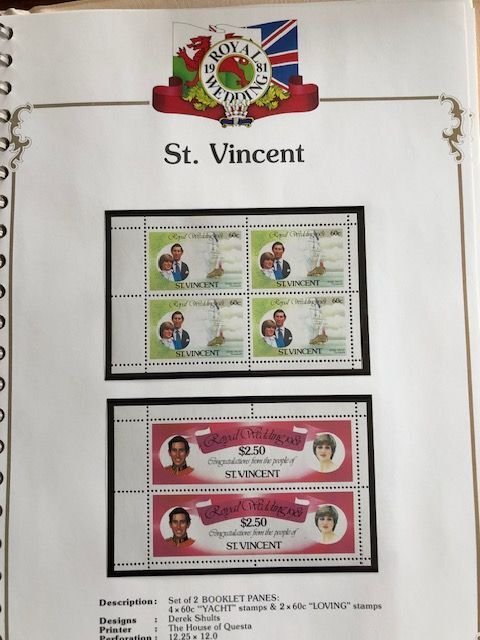 ROYAL
19 81
WEDDING
St. Vincent
Royal Wedding 1981 60c
ST.VINCENT
Royal Wedding 1981 60c
ST.VINCENT
Royal Wedding 1981 60c
ST.VINCENT
Royal Wedding 1981 60c
ST.VINCENT
Royal Wedding 1981
$2.50
Congratulations from the people of
ST.VINCENT
Royal Wedding 1981
$2.50
Congratulations from the people of
ST.VINCENT
Description: Set of 2 BOOKLET PANES:
4 x 60c "YACHT" stamps & 2 x 60c "LOVING" stamps
Designs : Derek Shults
Printer : The House of Questa
Perforation : 12.25 x 12.0